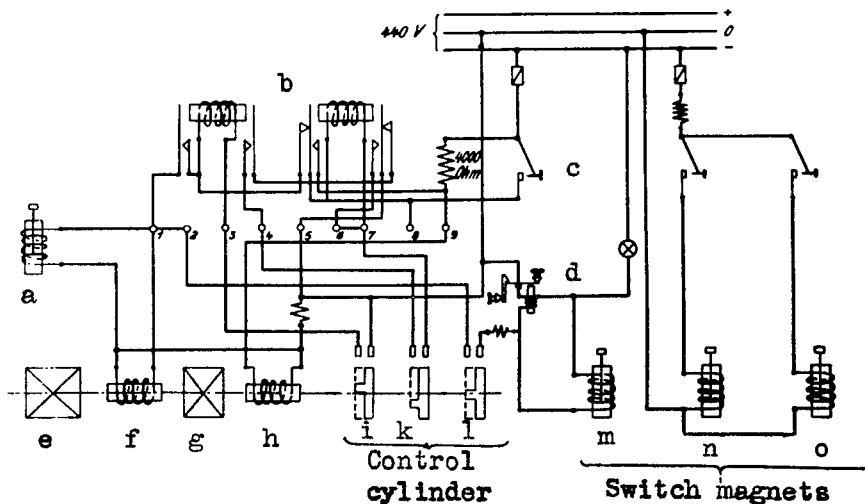 440 V
+
0
-
b
4000
Ohm
c
a
1 2 3 4 5 6 7 8 9
d
e f g h i k l m n o
Control
cylinder
Switch magnets